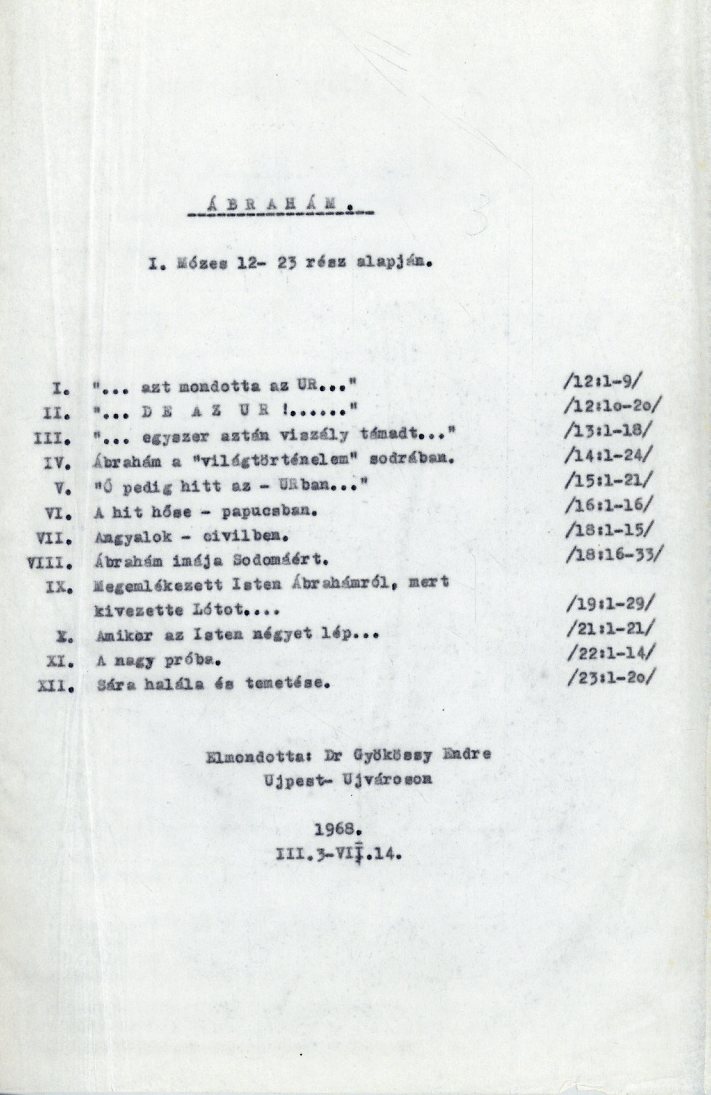 ÁBRAHÁM.
I. Mózes 12- 23 rész alapján.
I. "... azt mondotta az UR..." /12:1-9/
II. "... D E  A Z  U R !......" /12:1o-2o/
III. "... egyszer aztán viszály támadt..." /13:1-18/
IV. Ábrahám a "világtörténelem" sodrában. /14:1-24/
V. "Ő pedig hitt az - URban..." /15:1-21/
VI. A hit hőse - papucsban. /16:1-16/
VII. Angyalok - civilben. /18:1-15/
VIII. Ábrahám imája Sodomáért. /18:16-33/
IX. Megemlékezett Isten Ábrahámról, mert
kivezette Lótot.... /19:1-29/
X. Amikor az Isten négyet lép... /21:1-21/
XI. A nagy próba. /22:1-14/
XII. Sára halála és temetése. /23:1-2o/
Elmondotta: Dr Gyökössy Endre
Ujpest- Ujvároson
1968.
III.3-VII.14.